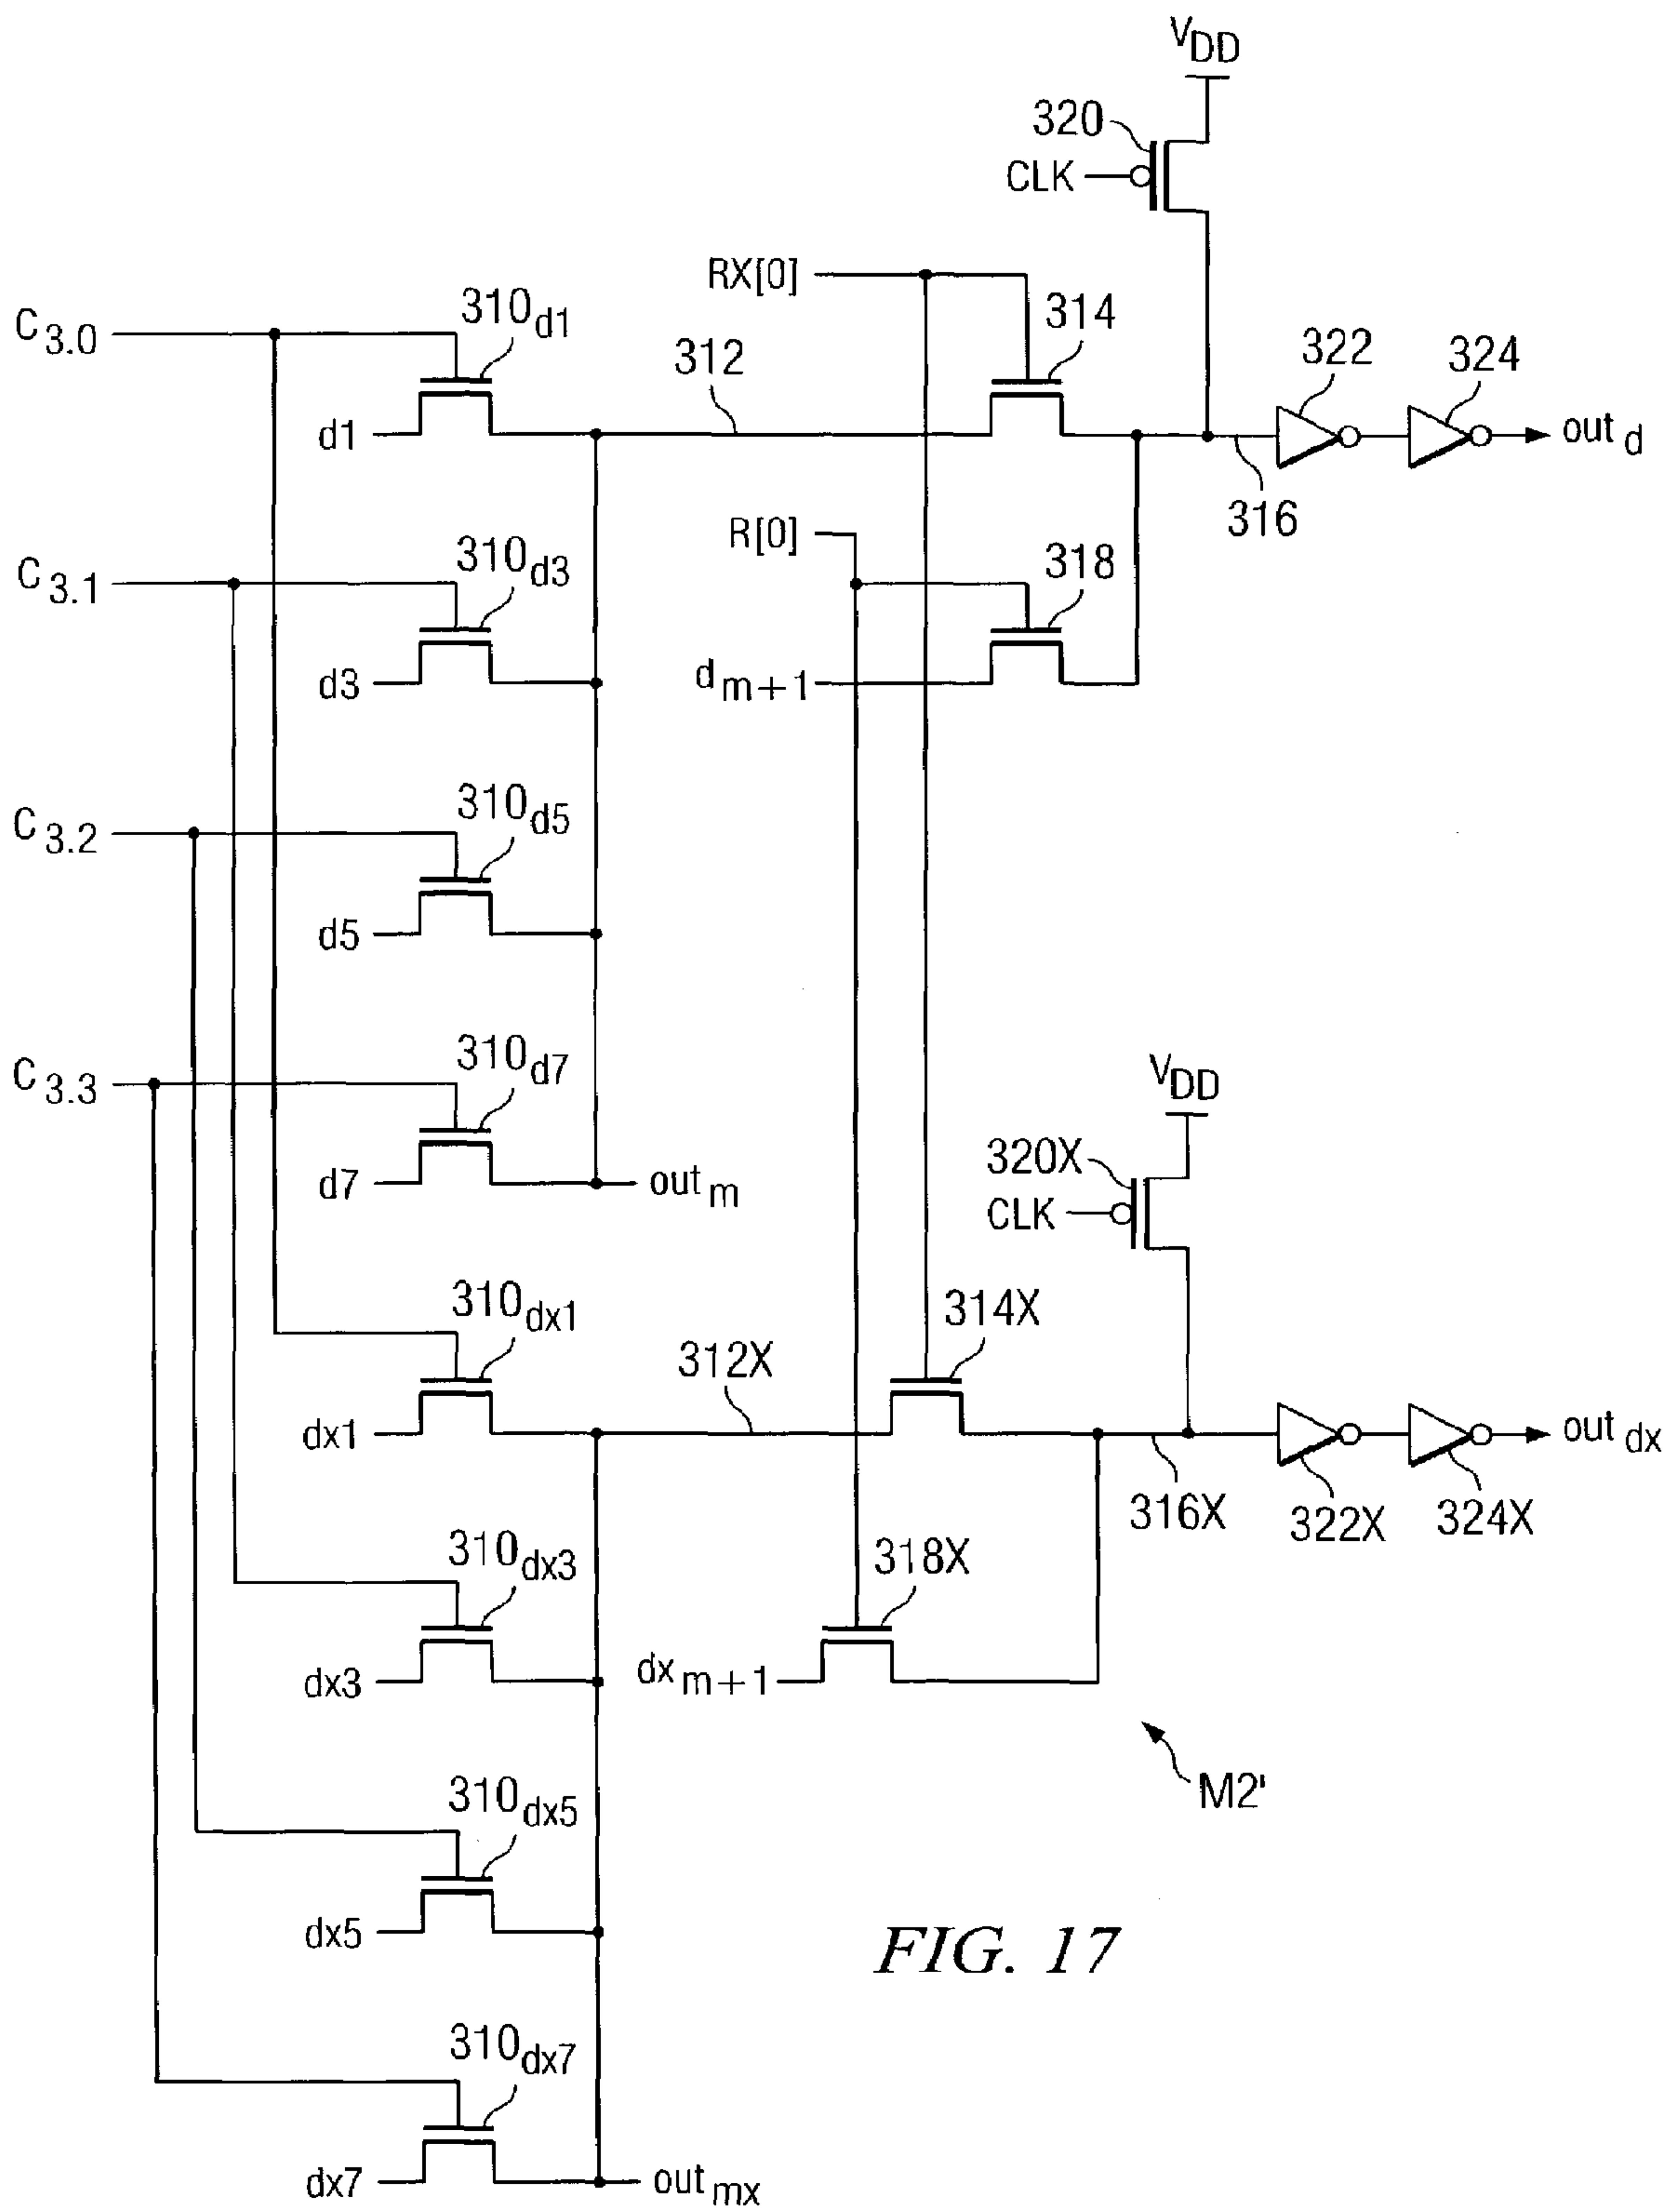 VDD
320
CLK
RX[0]
C3.0
310d1
312
314
322
324
d1
outd
316
R[0]
C3.1
310d3
318
d3
dm+1
C3.2
310d5
d5
C3.3
310d7
d7
outm
VDD
320X
CLK
310dx1
312X
314X
dx1
outdx
316X
322X
324X
310dx3
318X
dx3
dxm+1
M2'
310dx5
dx5
310dx7
dx7
outmx
FIG. 17